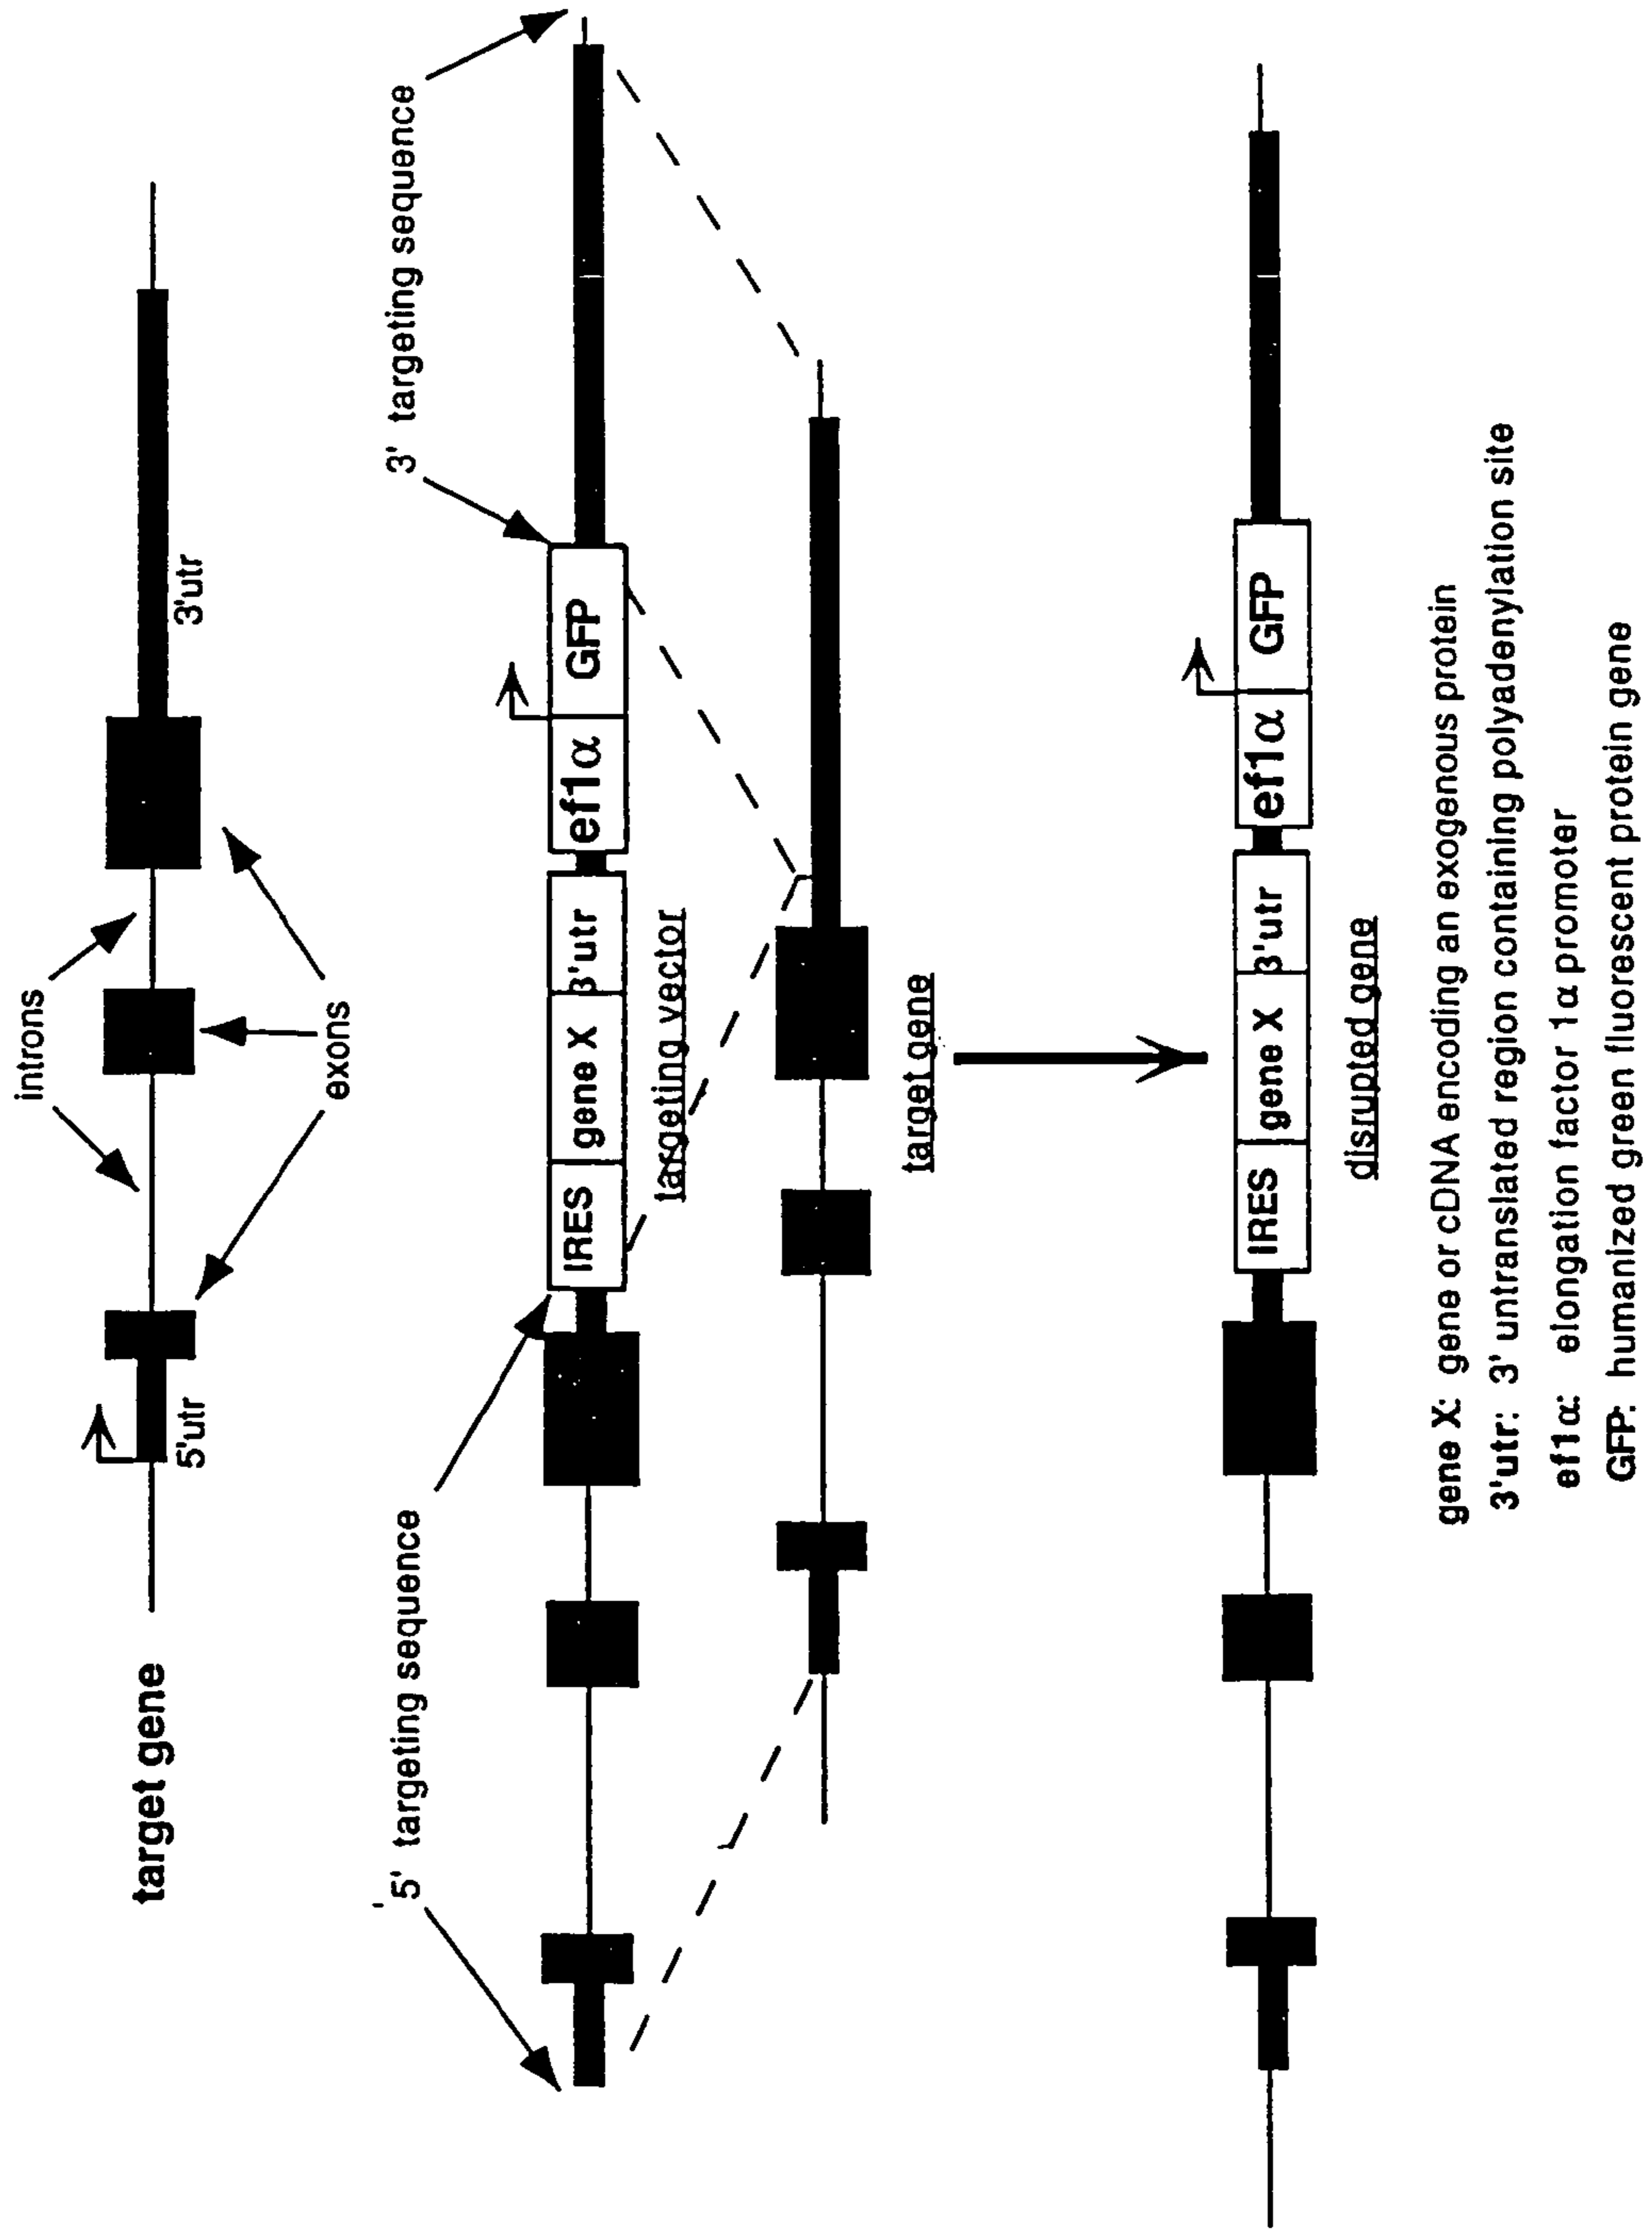 target gene
introns
5'utr
3'utr
exons
5' targeting sequence
3' targeting sequence
IRES gene X 3'utr ef1α GFP
targeting vector
target gene
IRES gene X 3'utr ef1α GFP
disrupted gene
gene X: gene or cDNA encoding an exogenous protein
3'utr: 3' untranslated region containing polyadenylation site
ef1α: elongation factor 1α promoter
GFP: humanized green fluorescent protein gene